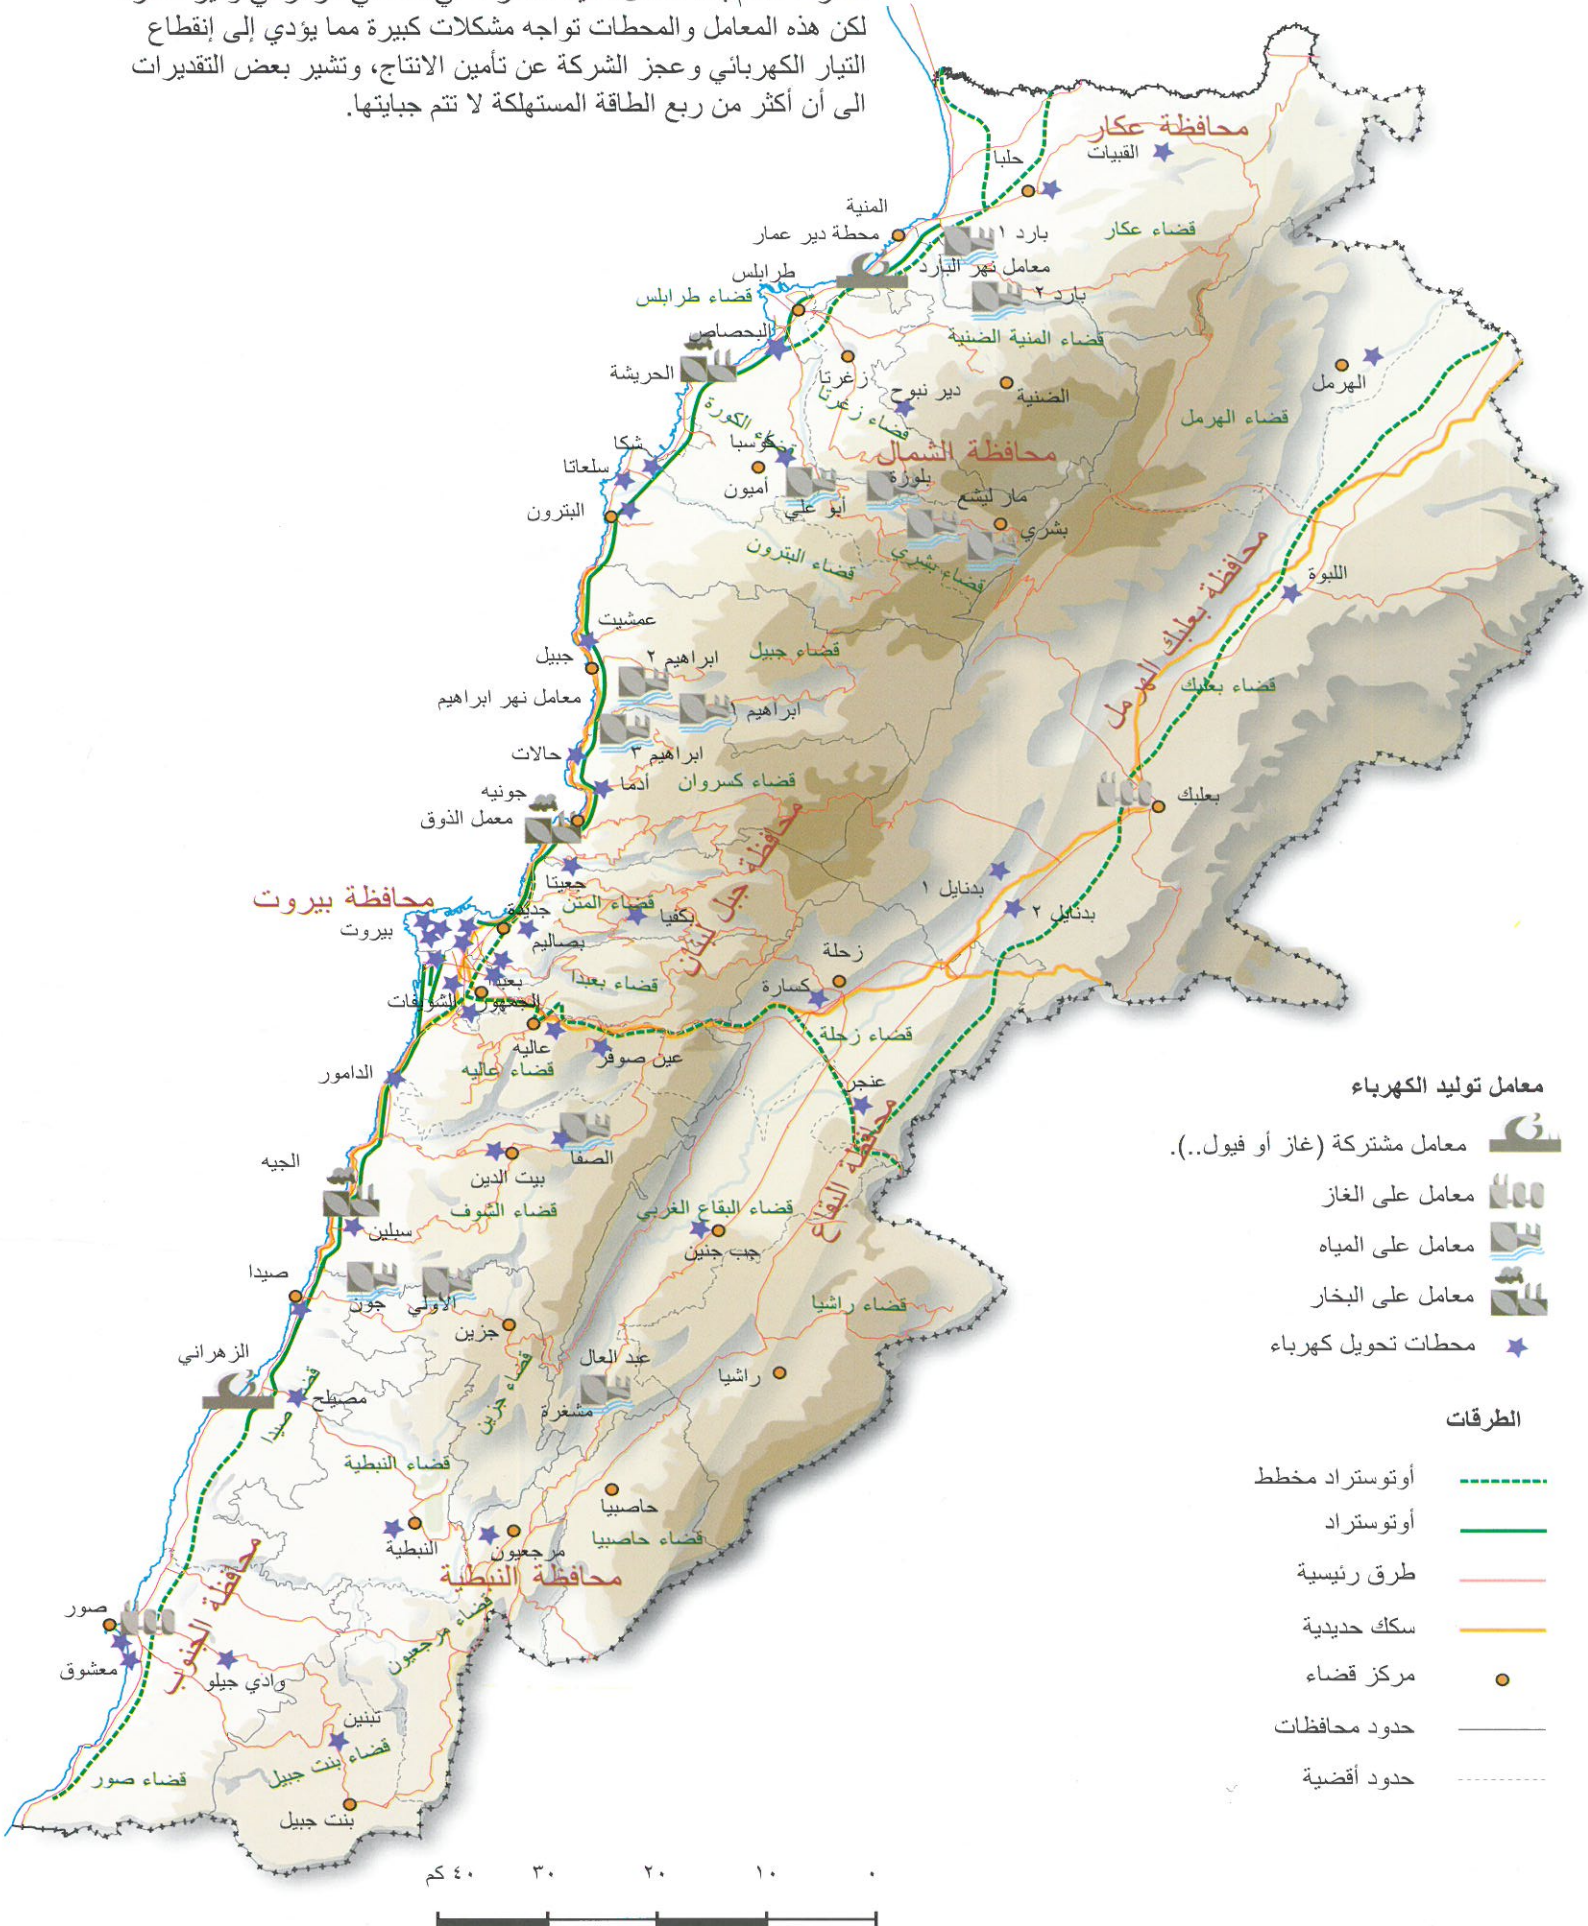 لكن هذه المعامل والمحطات تواجه مشكلات كبيرة مما يؤدي إلى إنقطاع
التيار الكهربائي وعجز الشركة عن تأمين الانتاج، وتشير بعض التقديرات
الى أن أكثر من ربع الطاقة المستهلكة لا تتم جبايتها.
محافظة عكار
القبيات
حلبا
المنية
قضاء عكار
بارد ١
محطة دير عمار
معامل نهر البارد
طرابلس
بارد ٢
قضاء طرابلس
البحصاص
قضاء المنية الضنية
الحريشة
زغرتا
الهرمل
دير نبوح
الضنية
قضاء زغرتا
الكورة
قضاء الهرمل
شكا
كوسبا
محافظة الشمال
سلعاتا
بلوزة
أميون
مار ليشع
البترون
أبو علي
بشري
قضاء البترون
قضاء بشري
محافظة بعلبك الهرمل
اللبوة
عمشيت
جبيل
ابراهيم ٢
قضاء جبيل
قضاء بعلبك
معامل نهر ابراهيم
ابراهيم ١
حالات
ابراهيم ٣
أدما
قضاء كسروان
جونيه
بعلبك
معمل الذوق
محافظة جبل لبنان
جعيتا
بدنايل ١
محافظة بيروت
قضاء المتن
جديدة
بكفيا
بدنايل ٢
بيروت
بصاليم
زحلة
بعبدا
قضاء بعبدا
كسارة
الشويفات
الجمهور
قضاء زحلة
عاليه
عين صوفر
قضاء عاليه
الدامور
عنجر
محافظة البقاع
الصفا
الجيه
بيت الدين
قضاء الشوف
قضاء البقاع الغربي
سبلين
جب جنين
صيدا
جون
الاولي
قضاء راشيا
جزين
الزهراني
عبد العال
قضاء جزين
راشيا
مصيلح
قضاء صيدا
مشغرة
قضاء النبطية
حاصبيا
النبطية
مرجعيون
قضاء حاصبيا
محافظة النبطية
محافظة الجنوب
صور
قضاء مرجعيون
معشوق
وادي جيلو
تبنين
قضاء بنت جبيل
قضاء صور
بنت جبيل
معامل توليد الكهرباء
معامل مشتركة (غاز أو فيول..).
معامل على الغاز
معامل على المياه
معامل على البخار
محطات تحويل كهرباء
الطرقات
أوتوستراد مخطط
أوتوستراد
طرق رئيسية
سكك حديدية
مركز قضاء
حدود محافظات
حدود أقضية
٠ ١٠ ٢٠ ٣٠ ٤٠ كم